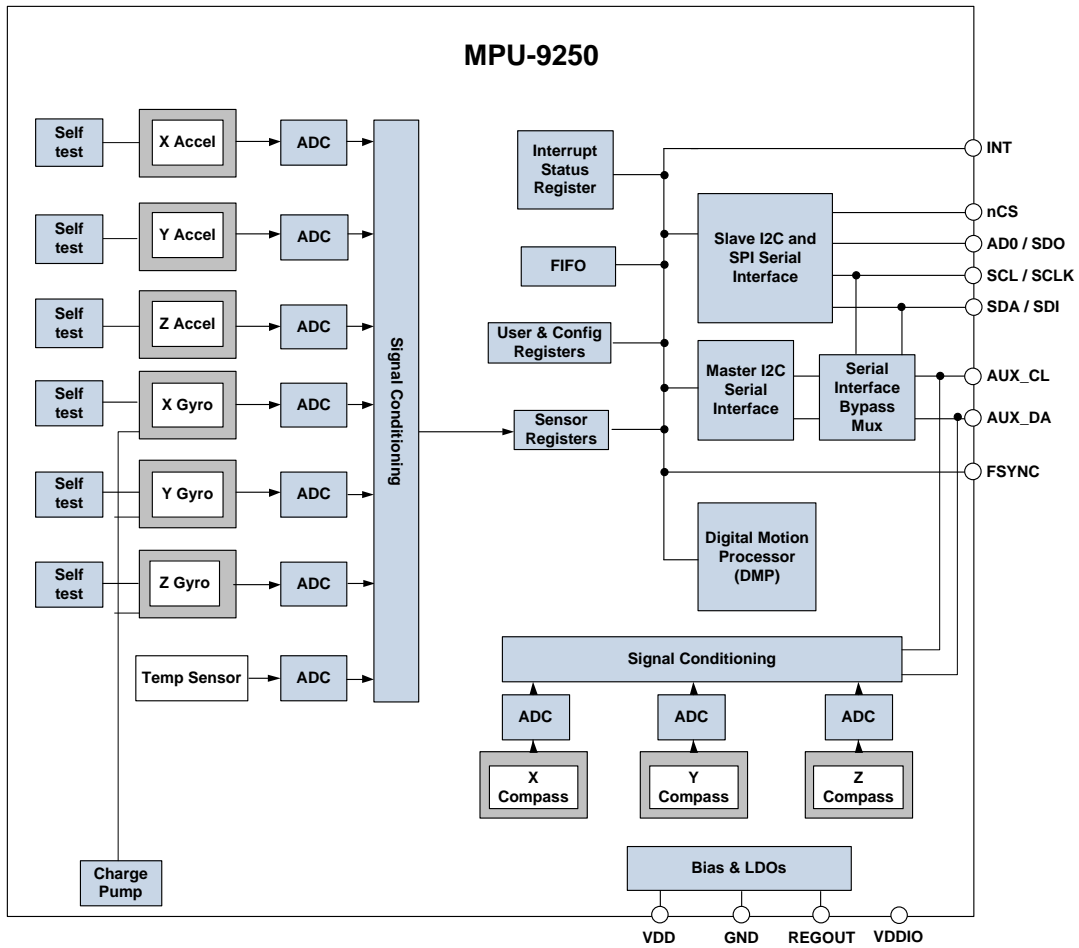 MPU-9250
Self
test
X Accel
ADC
Self
test
Y Accel
ADC
Self
test
Z Accel
ADC
Self
test
X Gyro
ADC
Self
test
Y Gyro
ADC
Self
test
Z Gyro
ADC
Temp Sensor
ADC
Signal Conditioning
Charge
Pump
Interrupt
Status
Register
FIFO
User & Config
Registers
Sensor
Registers
Slave I2C and
SPI Serial
Interface
Master I2C
Serial
Interface
Serial
Interface
Bypass
Mux
Digital Motion
Processor
(DMP)
INT
nCS
AD0 / SDO
SCL / SCLK
SDA / SDI
AUX_CL
AUX_DA
FSYNC
Signal Conditioning
ADC
ADC
ADC
X
Compass
Y
Compass
Z
Compass
Bias & LDOs
VDD
GND
REGOUT
VDDIO